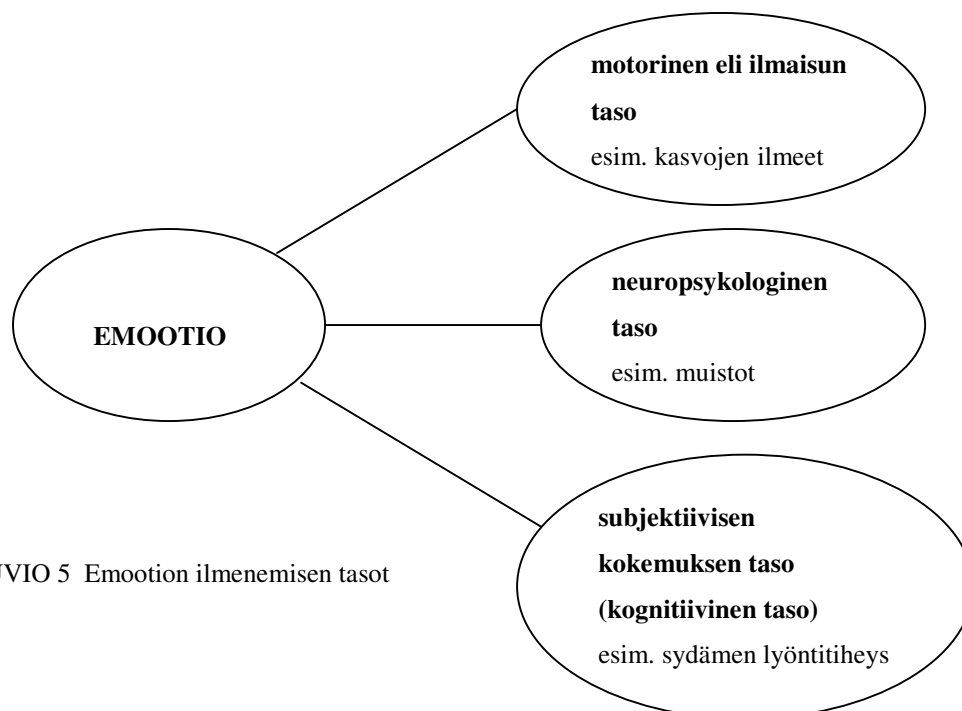 motorinen eli ilmaisun
taso
esim. kasvojen ilmeet
neuropsykologinen
taso
esim. muistot
EMOOTIO
subjektiivisen
kokemuksen taso
(kognitiivinen taso)
esim. sydämen lyöntitiheys
UVIO 5 Emootion ilmenemisen tasot